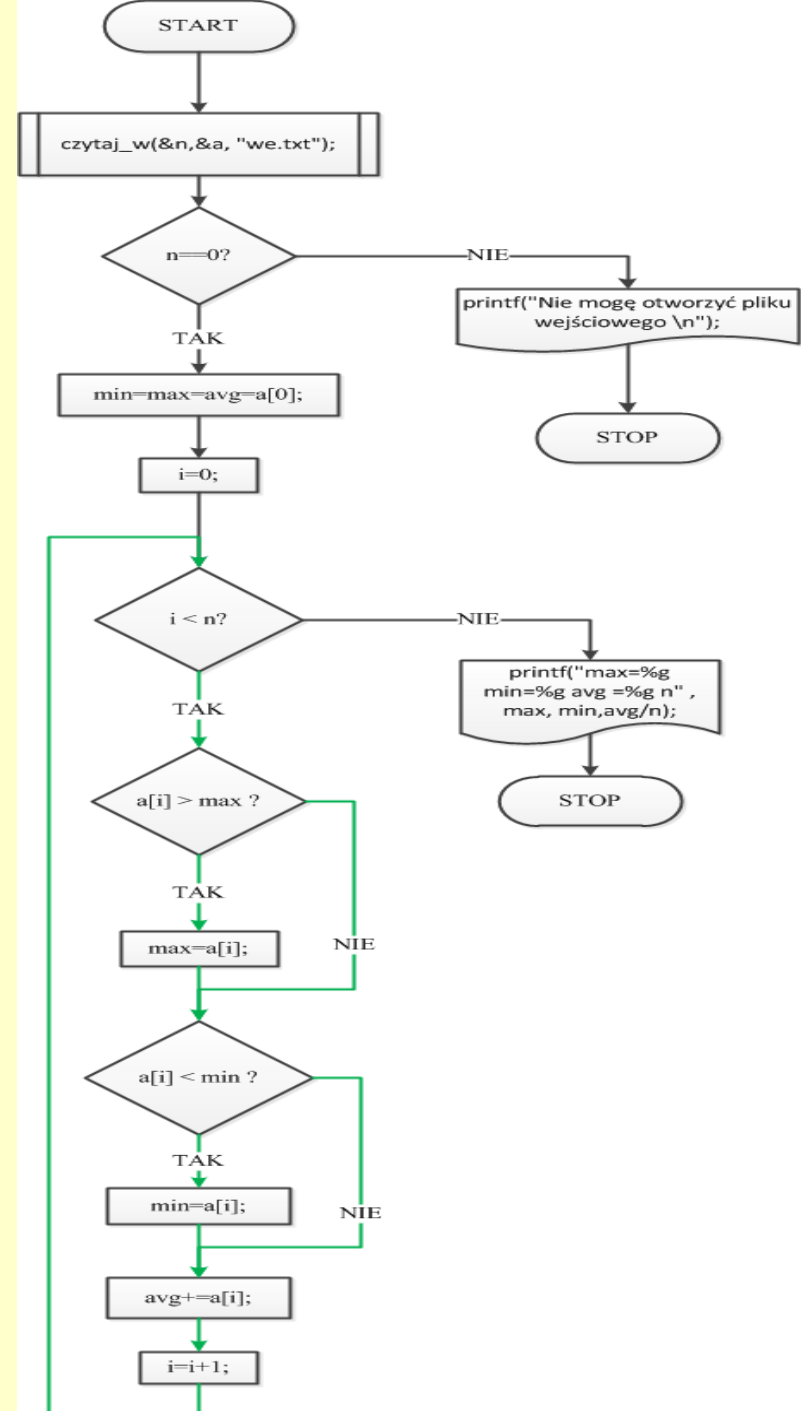 START
czytaj_w(&n,&a, "we.txt");
n==0?
NIE
printf("Nie mogę otworzyć pliku
wejściowego \n");
STOP
TAK
min=max=avg=a[0];
i=0;
i < n?
NIE
printf("max=%g
min=%g avg =%g n" ,
max, min,avg/n);
STOP
TAK
a[i] > max ?
TAK
NIE
max=a[i];
a[i] < min ?
TAK
NIE
min=a[i];
avg+=a[i];
i=i+1;